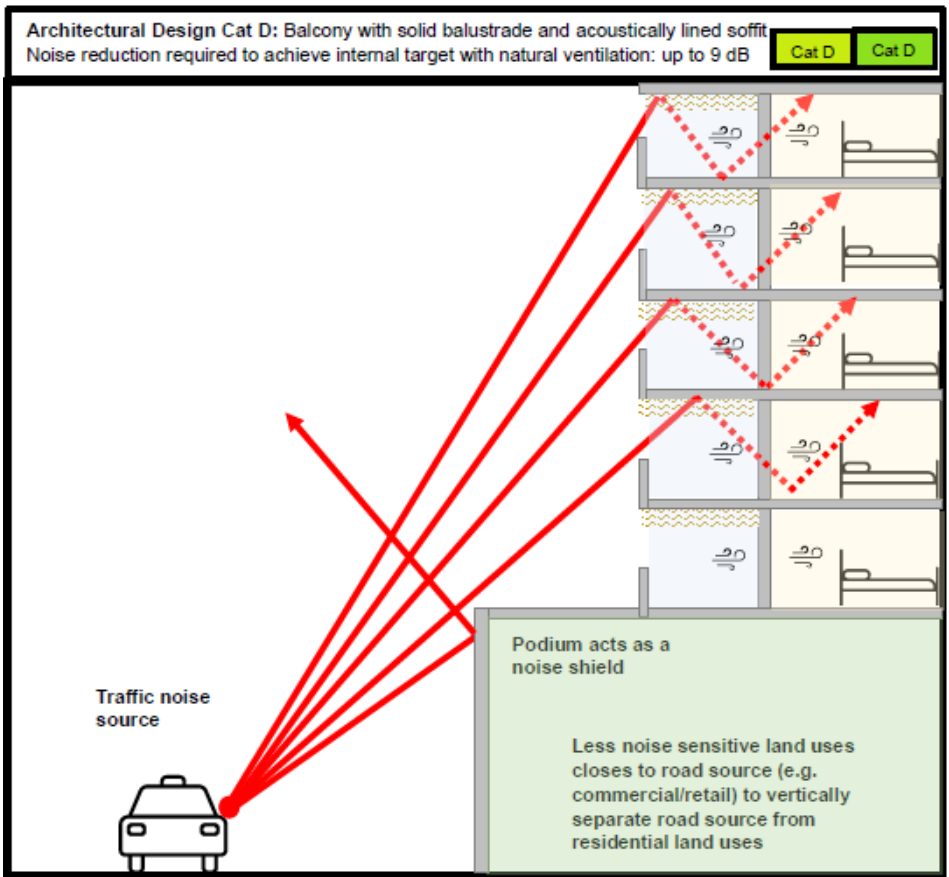 Architectural Design Cat D: Balcony with solid balustrade and acoustically lined soffit
Noise reduction required to achieve internal target with natural ventilation: up to 9 dB
Cat D
Cat D
Podium acts as a
noise shield
Traffic noise
source
Less noise sensitive land uses
closes to road source (e.g.
commercial/retail) to vertically
separate road source from
residential land uses